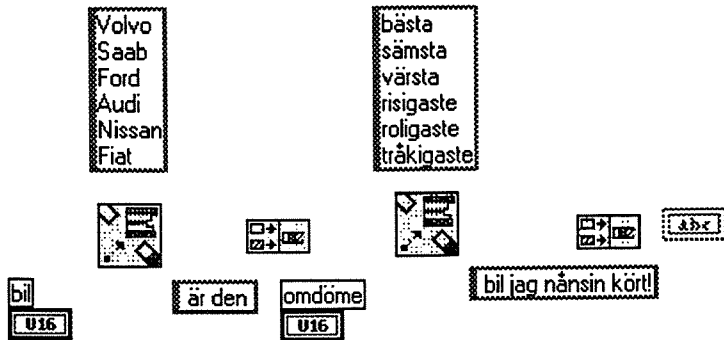 Volvo
Saab
Ford
Audi
Nissan
Fiat
bästa
sämsta
värsta
risigaste
roligaste
tråkigaste
abc
bil
U16
är den
omdöme
U16
bil jag nånsin kört!